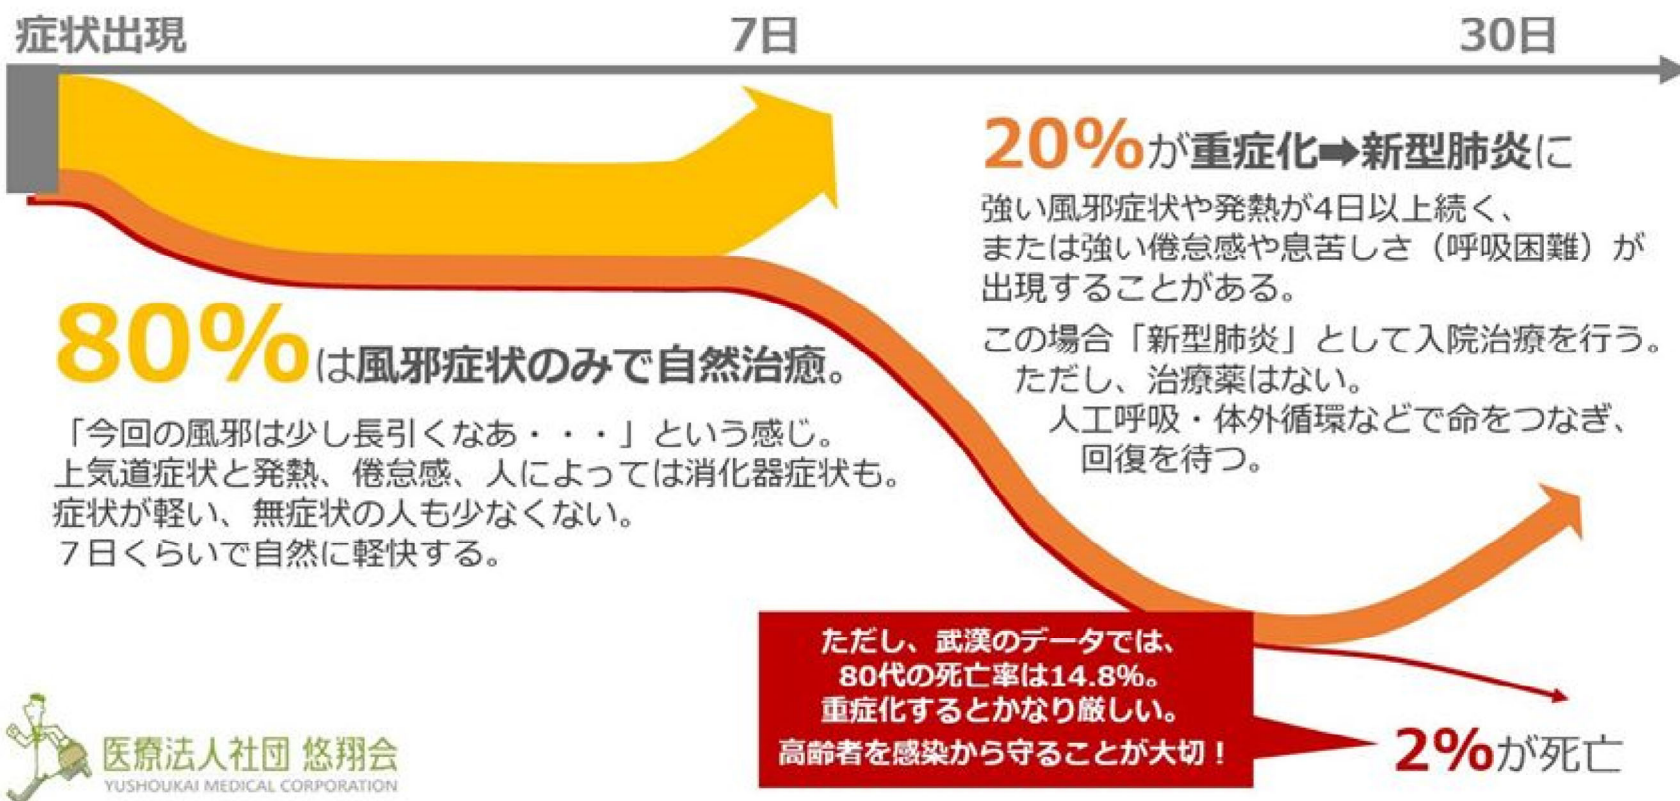 症状出現
7日
30日
20%が重症化➡新型肺炎に
強い風邪症状や発熱が4日以上続く、
または強い倦怠感や息苦しさ（呼吸困難）が
出現することがある。
この場合「新型肺炎」として入院治療を行う。
ただし、治療薬はない。
人工呼吸・体外循環などで命をつなぎ、
回復を待つ。
80%は風邪症状のみで自然治癒。
「今回の風邪は少し長引くなあ・・・」という感じ。
上気道症状と発熱、倦怠感、人によっては消化器症状も。
症状が軽い、無症状の人も少なくない。
７日くらいで自然に軽快する。
ただし、武漢のデータでは、
80代の死亡率は14.8%。
重症化するとかなり厳しい。
高齢者を感染から守ることが大切！
2%が死亡
医療法人社団 悠翔会
YUSHOUKAI MEDICAL CORPORATION